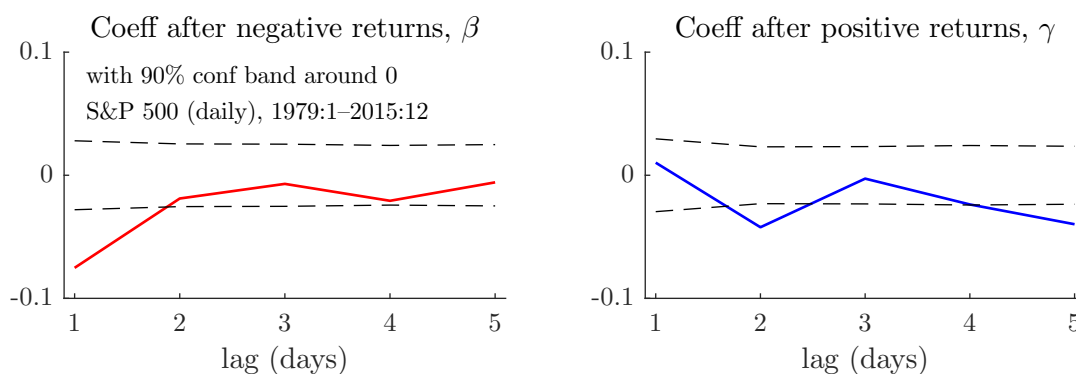 Coeff after negative returns, β
0.1
with 90% conf band around 0
S&P 500 (daily), 1979:1–2015:12
0
-0.1
1 2 3 4 5
lag (days)
Coeff after positive returns, γ
0.1
0
-0.1
1 2 3 4 5
lag (days)